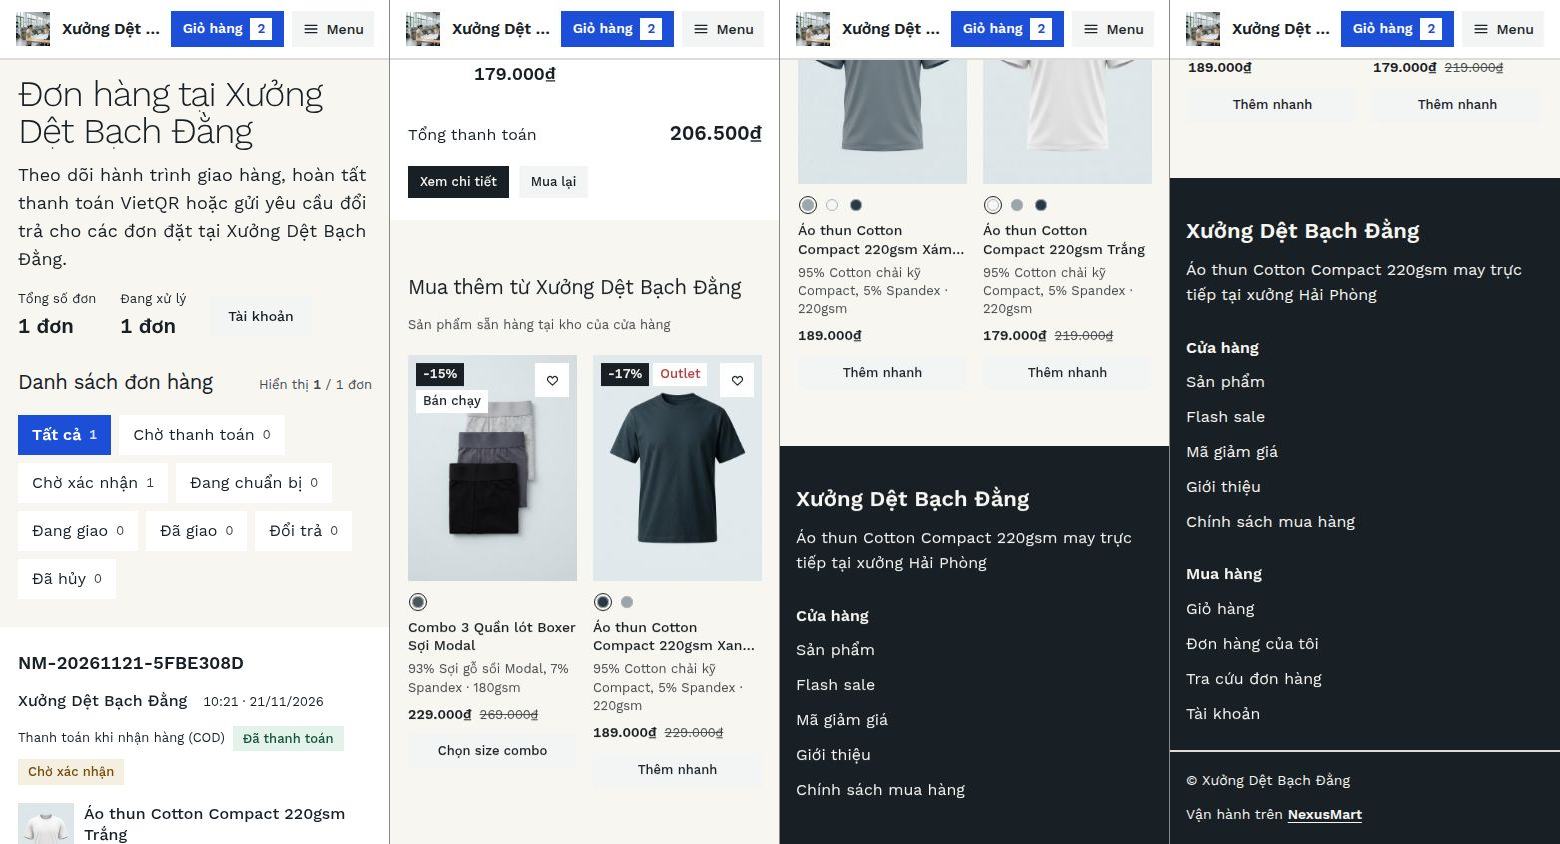 Xưởng Dệt ...
Giỏ hàng 2
Menu
Đơn hàng tại Xưởng
Dệt Bạch Đằng
Theo dõi hành trình giao hàng, hoàn tất
thanh toán VietQR hoặc gửi yêu cầu đổi
trả cho các đơn đặt tại Xưởng Dệt Bạch
Đằng.
Tổng số đơn
1 đơn
Đang xử lý
1 đơn
Tài khoản
Danh sách đơn hàng
Hiển thị 1 / 1 đơn
Tất cả 1
Chờ thanh toán 0
Chờ xác nhận 1
Đang chuẩn bị 0
Đang giao 0
Đã giao 0
Đổi trả 0
Đã hủy 0
NM-20261121-5FBE308D
Xưởng Dệt Bạch Đằng
10:21 · 21/11/2026
Thanh toán khi nhận hàng (COD)
Đã thanh toán
Chờ xác nhận
Áo thun Cotton Compact 220gsm
Trắng
Xưởng Dệt ...
Giỏ hàng 2
Menu
179.000₫
Tổng thanh toán
206.500₫
Xem chi tiết
Mua lại
Mua thêm từ Xưởng Dệt Bạch Đằng
Sản phẩm sẵn hàng tại kho của cửa hàng
-15%
Bán chạy
Combo 3 Quần lót Boxer
Sợi Modal
93% Sợi gỗ sồi Modal, 7%
Spandex · 180gsm
229.000₫ 269.000₫
Chọn size combo
-17%
Outlet
Áo thun Cotton
Compact 220gsm Xan...
95% Cotton chải kỹ
Compact, 5% Spandex ·
220gsm
189.000₫ 229.000₫
Thêm nhanh
Xưởng Dệt ...
Giỏ hàng 2
Menu
Áo thun Cotton
Compact 220gsm Xám...
95% Cotton chải kỹ
Compact, 5% Spandex ·
220gsm
189.000₫
Thêm nhanh
Áo thun Cotton
Compact 220gsm Trắng
95% Cotton chải kỹ
Compact, 5% Spandex ·
220gsm
179.000₫ 219.000₫
Thêm nhanh
Xưởng Dệt Bạch Đằng
Áo thun Cotton Compact 220gsm may trực
tiếp tại xưởng Hải Phòng
Cửa hàng
Sản phẩm
Flash sale
Mã giảm giá
Giới thiệu
Chính sách mua hàng
Xưởng Dệt ...
Giỏ hàng 2
Menu
189.000₫
179.000₫ 219.000₫
Thêm nhanh
Thêm nhanh
Xưởng Dệt Bạch Đằng
Áo thun Cotton Compact 220gsm may trực
tiếp tại xưởng Hải Phòng
Cửa hàng
Sản phẩm
Flash sale
Mã giảm giá
Giới thiệu
Chính sách mua hàng
Mua hàng
Giỏ hàng
Đơn hàng của tôi
Tra cứu đơn hàng
Tài khoản
© Xưởng Dệt Bạch Đằng
Vận hành trên NexusMart